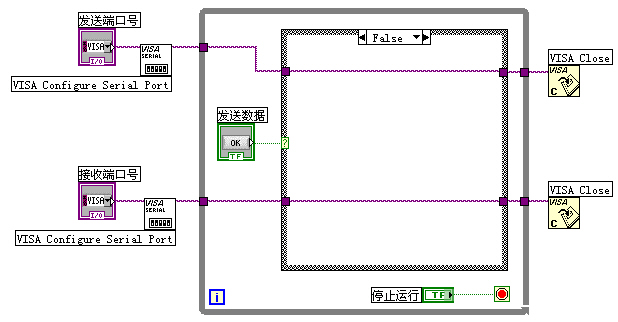 发送端口号
VISA
I/O
VISA
SERIAL
VISA Configure Serial Port
False
VISA Close
VISA
C
发送数据
OK
TF
?
接收端口号
VISA
I/O
VISA
SERIAL
VISA Configure Serial Port
VISA Close
VISA
C
i
停止运行
TF